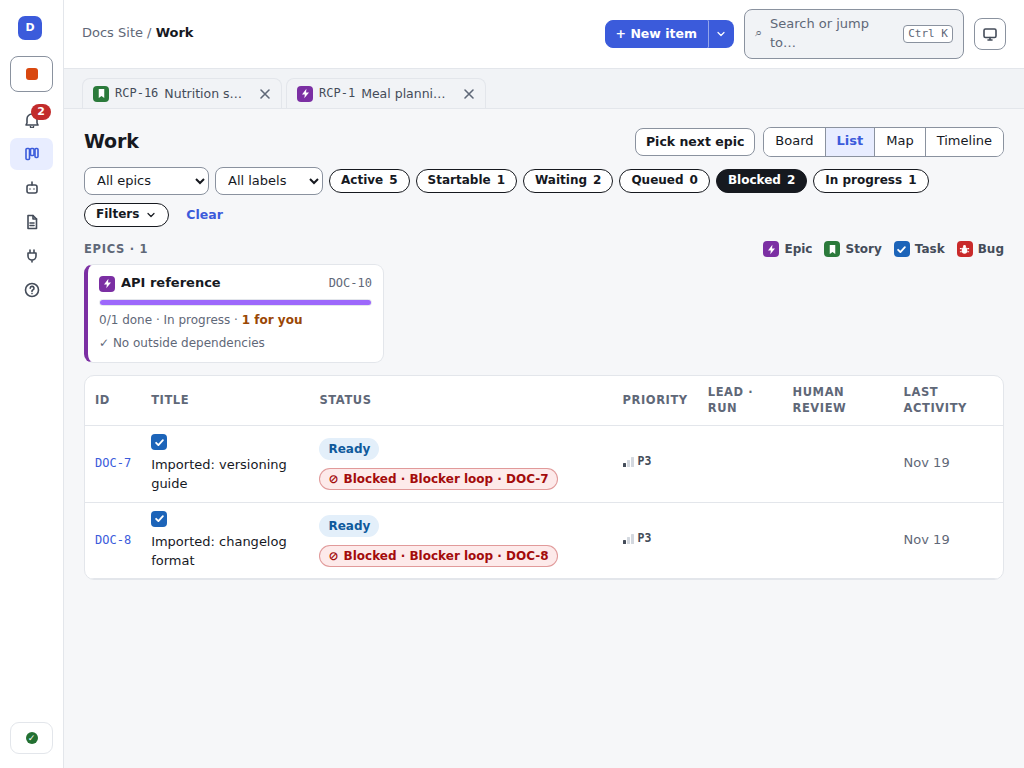 D
Docs Site / Work
+ New item
Search or jump to…
Ctrl K
2
RCP-16 Nutrition s…
RCP-1 Meal planni…
Work
Pick next epic
Board
List
Map
Timeline
All epics
All labels
Active 5
Startable 1
Waiting 2
Queued 0
Blocked 2
In progress 1
Filters
Clear
EPICS · 1
Epic
Story
Task
Bug
API reference
DOC-10
0/1 done · In progress · 1 for you
✓ No outside dependencies
ID
TITLE
STATUS
PRIORITY
LEAD · RUN
HUMAN REVIEW
LAST ACTIVITY
DOC-7
Imported: versioning guide
Ready
Blocked · Blocker loop · DOC-7
P3
Nov 19
DOC-8
Imported: changelog format
Ready
Blocked · Blocker loop · DOC-8
P3
Nov 19